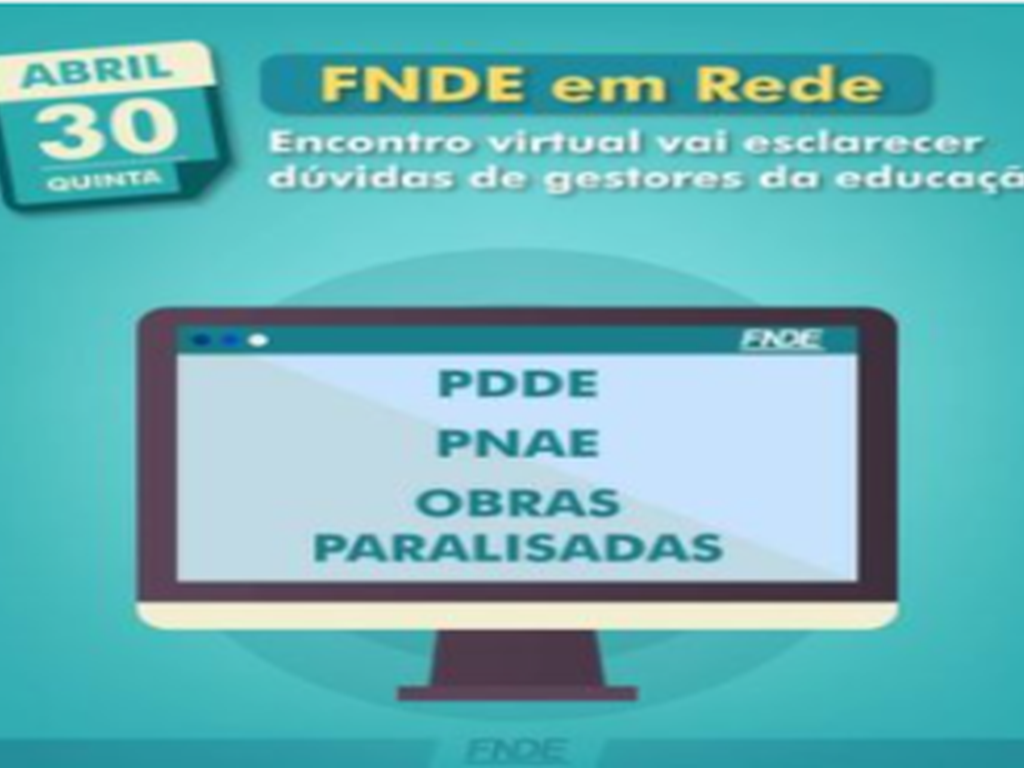 ABRIL
30
QUINTA
FNDE em Rede
Encontro virtual vai esclarecer
dúvidas de gestores da educaçã
FNDE
PDDE
PNAE
OBRAS
PARALISADAS
FNDE